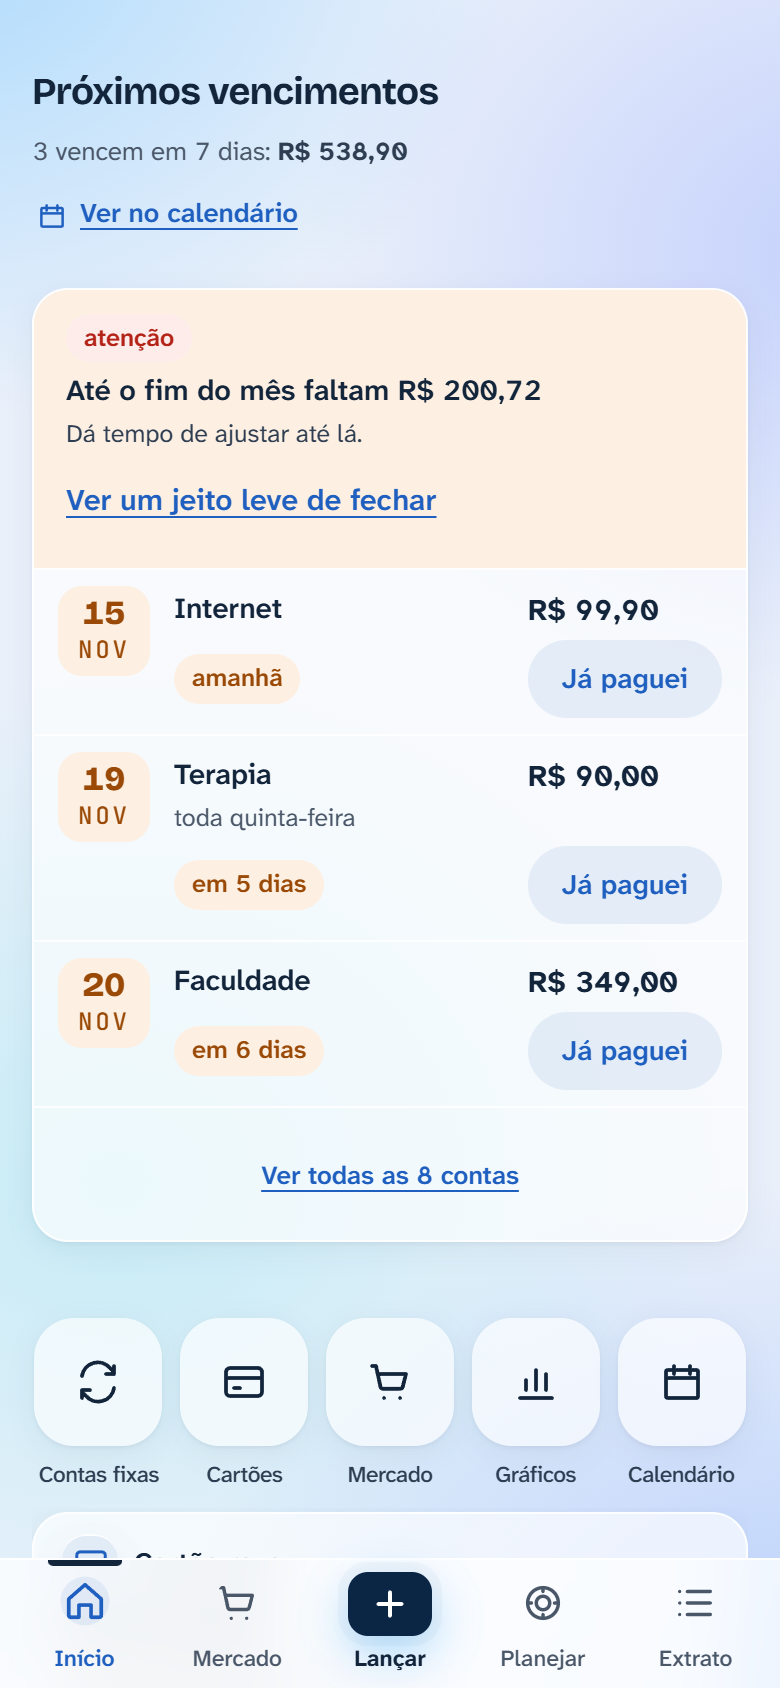 Próximos vencimentos
3 vencem em 7 dias: R$ 538,90
Ver no calendário
atenção
Até o fim do mês faltam R$ 200,72
Dá tempo de ajustar até lá.
Ver um jeito leve de fechar
15 NOV
Internet
R$ 99,90
amanhã
Já paguei
19 NOV
Terapia
R$ 90,00
toda quinta-feira
em 5 dias
Já paguei
20 NOV
Faculdade
R$ 349,00
em 6 dias
Já paguei
Ver todas as 8 contas
Contas fixas
Cartões
Mercado
Gráficos
Calendário
Início
Mercado
Lançar
Planejar
Extrato